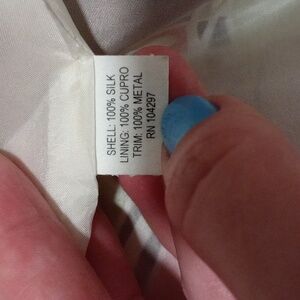 SHELL: 100% SILK
LINING: 100% CUPRO
TRIM: 100% METAL
RN 104297